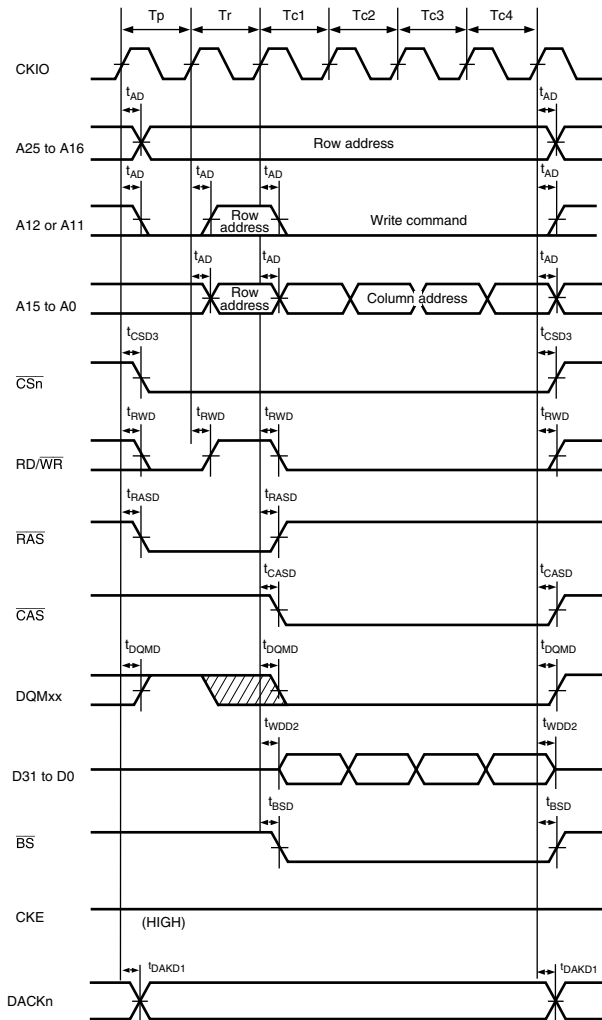 Tp Tr Tc1 Tc2 Tc3 Tc4
CKIO
tAD tAD
A25 to A16 Row address
tAD tAD tAD tAD
A12 or A11 Row address Write command
tAD tAD tAD
A15 to A0 Row address Column address
tCSD3 tCSD3
CSn
tRWD tRWD tRWD tRWD
RD/WR
tRASD tRASD
RAS
tCASD tCASD
CAS
tDQMD tDQMD tDQMD
DQMxx
tWDD2 tWDD2
D31 to D0
tBSD tBSD
BS
CKE (HIGH)
tDAKD1 tDAKD1
DACKn